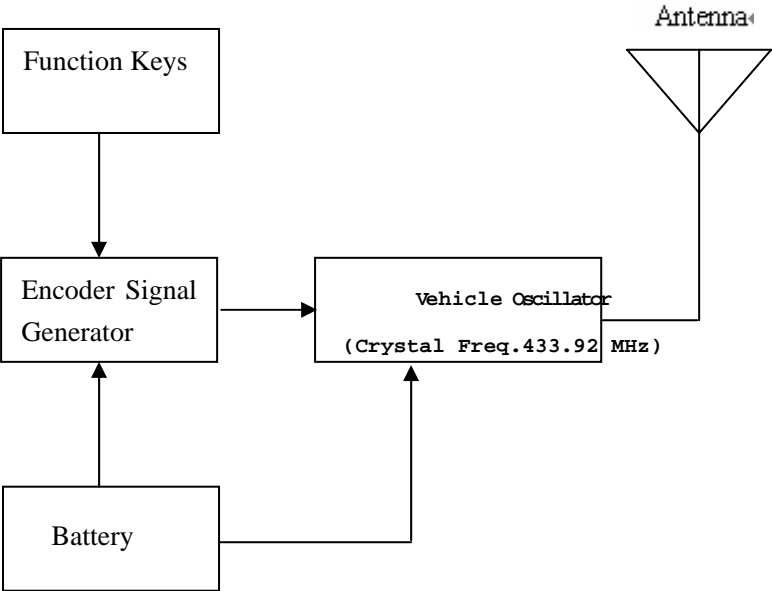 Antenna
Function Keys
Encoder Signal
Generator
Vehicle Oscillator
(Crystal Freq.433.92 MHz)
Battery